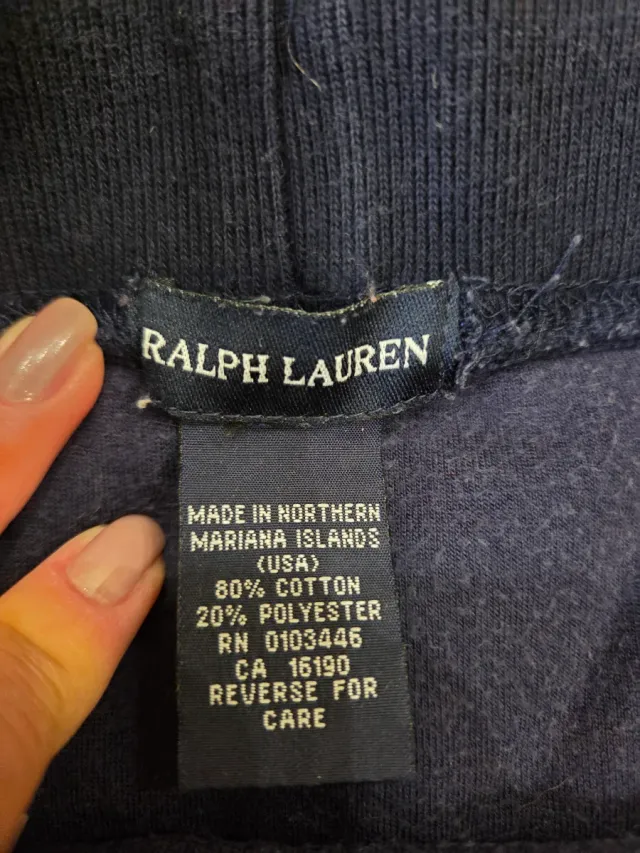 RALPH LAUREN
MADE IN NORTHERN
MARIANA ISLANDS
(USA)
80% COTTON
20% POLYESTER
RN 0103446
CA 16190
REVERSE FOR
CARE